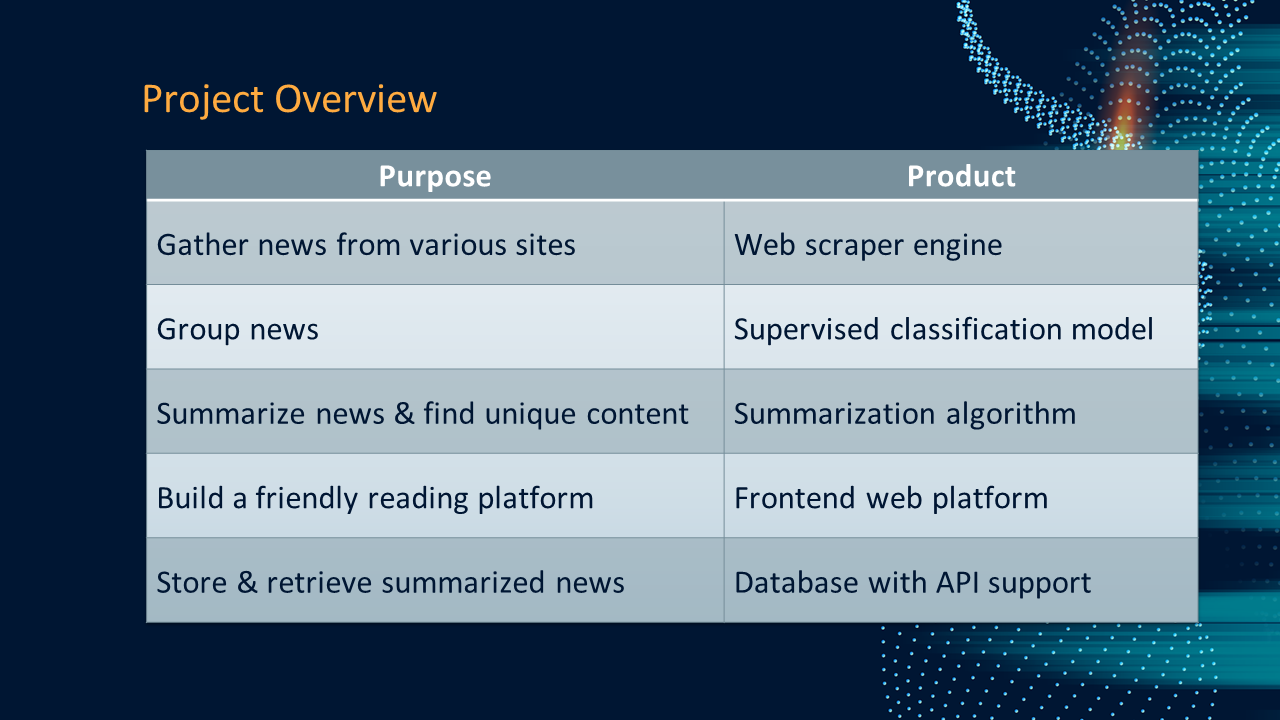 Project Overview
Purpose Product
Gather news from various sites Web scraper engine
Group news Supervised classification model
Summarize news & find unique content Summarization algorithm
Build a friendly reading platform Frontend web platform
Store & retrieve summarized news Database with API support